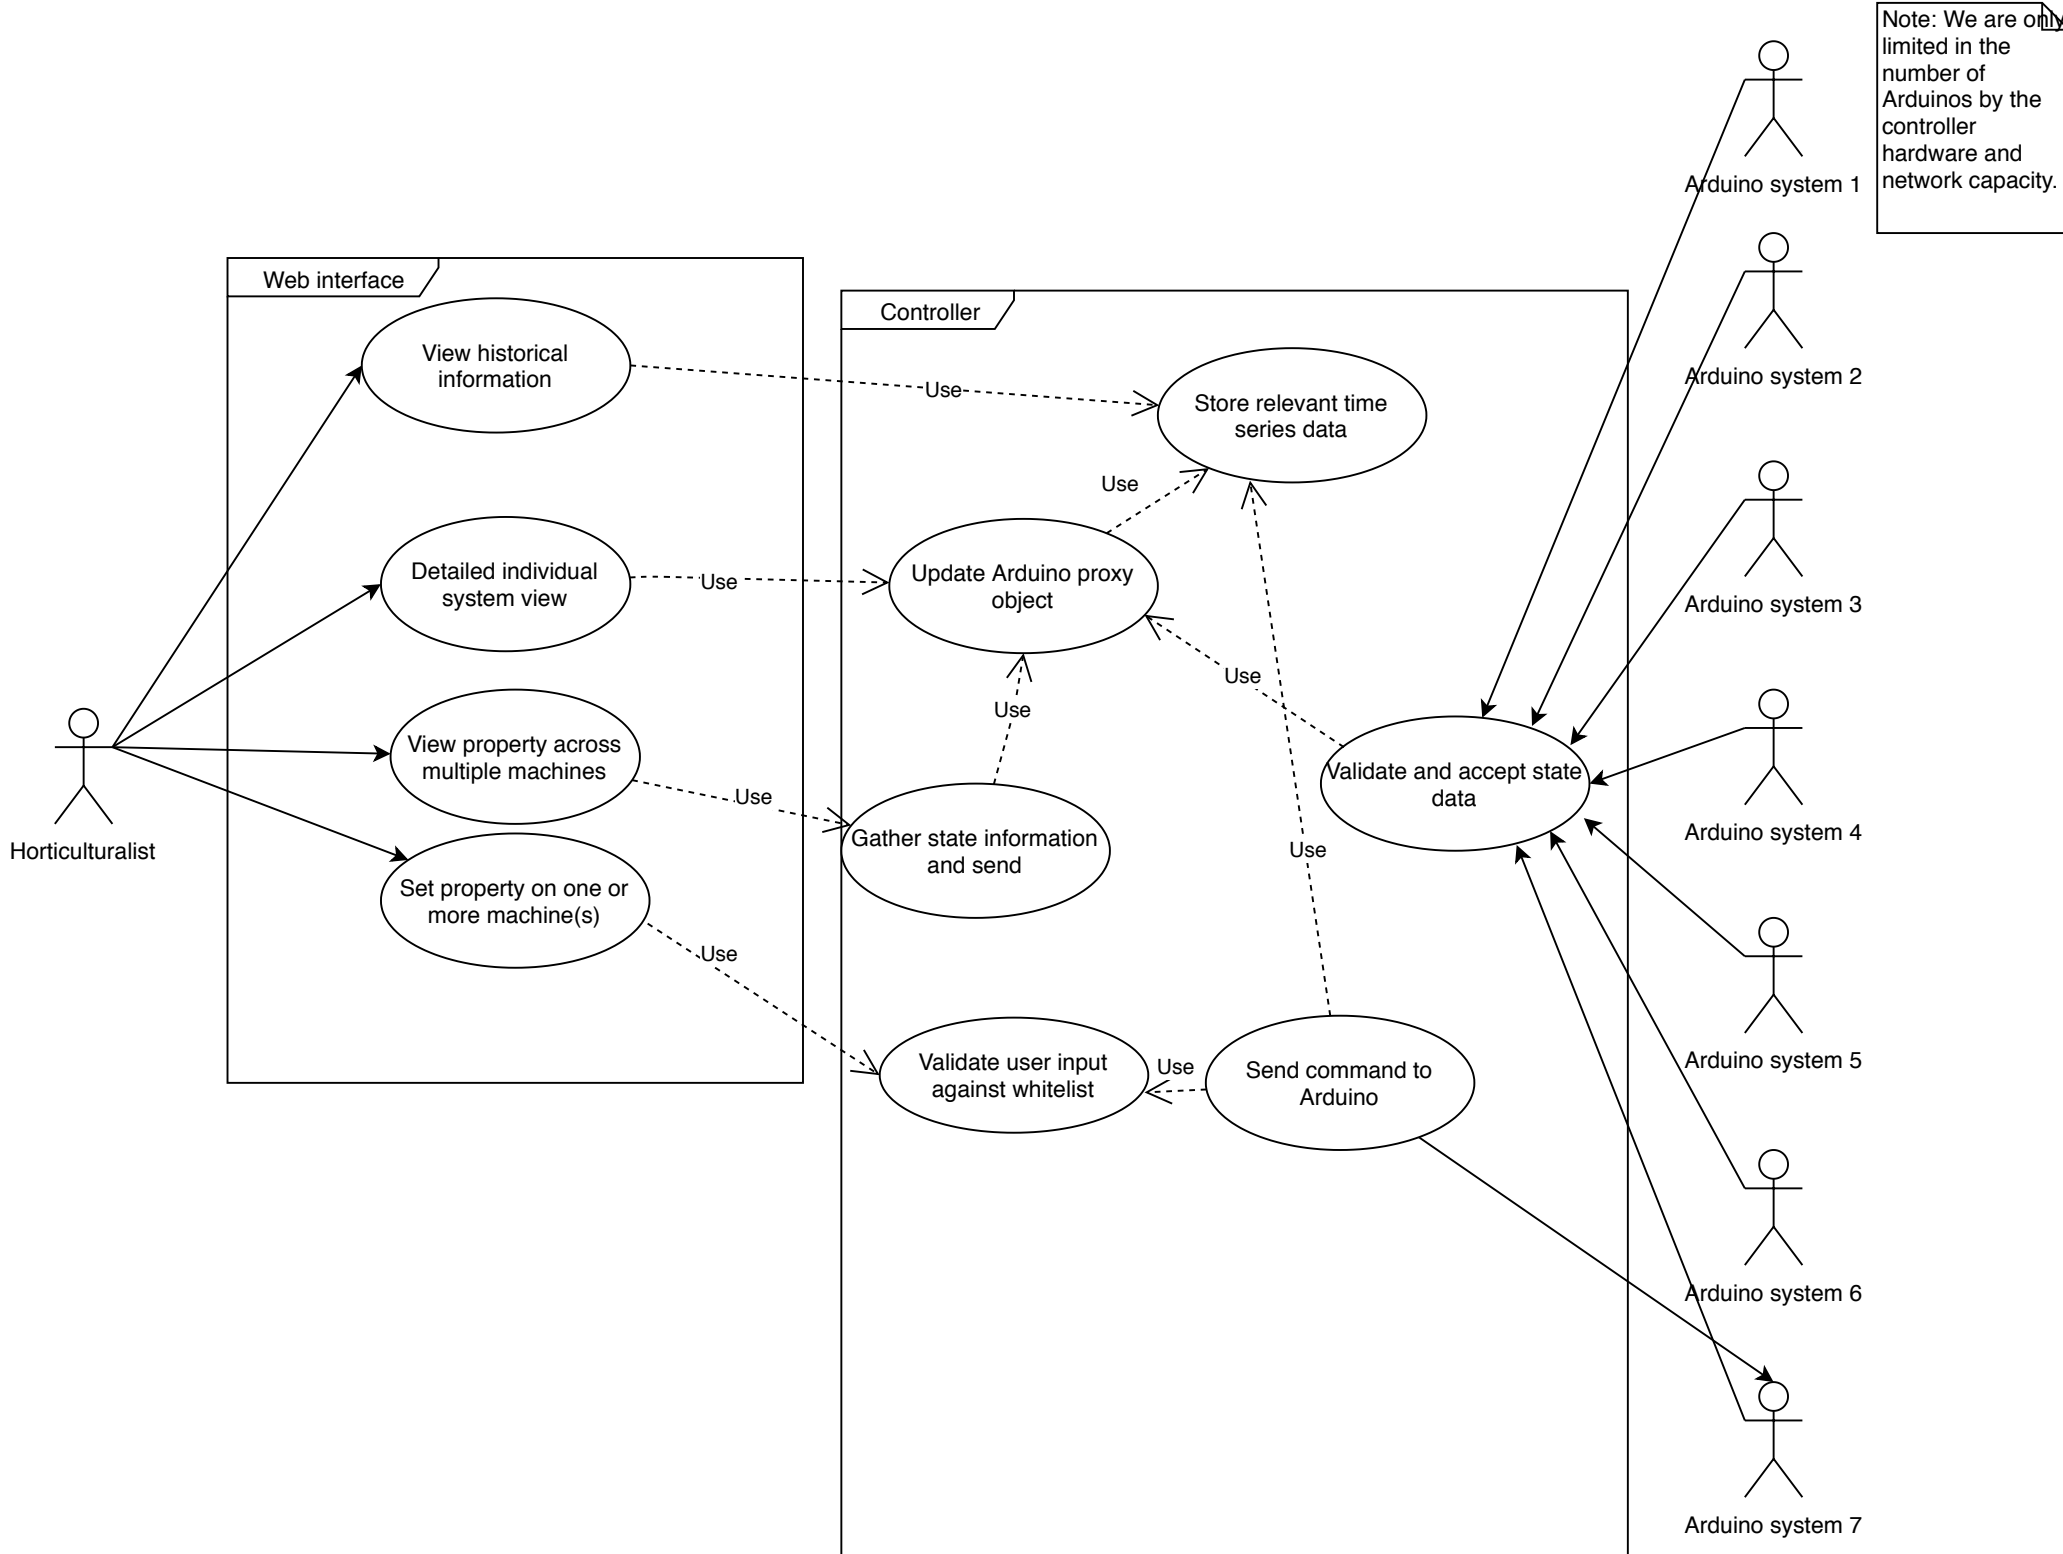 Note: We are only
limited in the
number of
Arduinos by the
controller
hardware and
network capacity.
Arduino system 1
Web interface
Controller
View historical
information
Use
Store relevant time
series data
Arduino system 2
Use
Detailed individual
system view
Use
Update Arduino proxy
object
Arduino system 3
Use
Use
View property across
multiple machines
Use
Validate and accept state
data
Gather state information
and send
Use
Arduino system 4
Horticulturalist
Set property on one or
more machine(s)
Use
Validate user input
against whitelist
Use
Send command to
Arduino
Arduino system 5
Arduino system 6
Arduino system 7